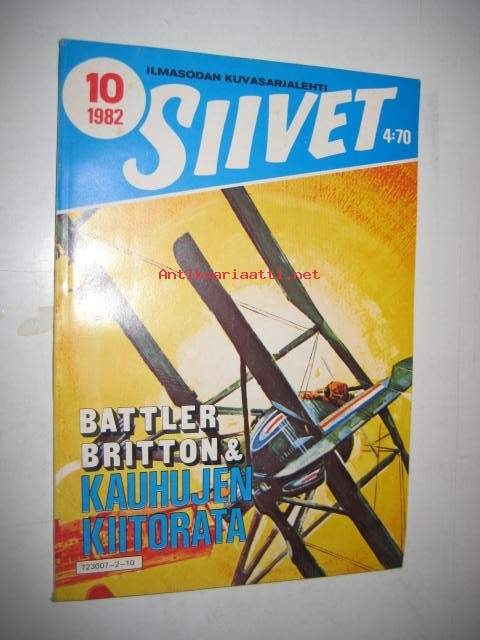 10
1982
ILMASODAN KUVASARJALEHTI
SIIVET
4:70
Antikvariaatti.net
BATTLER
BRITTON &
KAUHUJEN
KIITORATA
723007-2-10